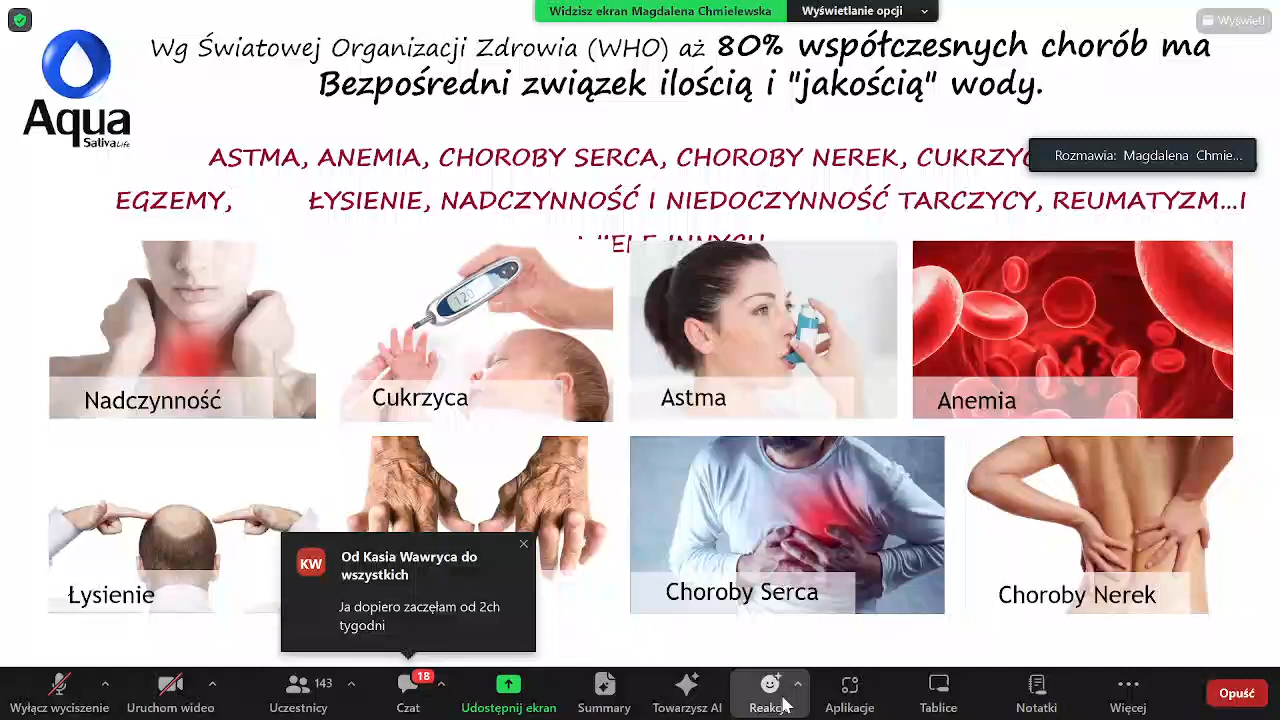 Widzisz ekran Magdalena Chmielewska
Wyświetlanie opcji
Wyświetl
Wg Światowej Organizacji Zdrowia (WHO) aż 80% współczesnych chorób ma
Bezpośredni związek ilością i "jakością" wody.
Aqua
SalivaLife
ASTMA, ANEMIA, CHOROBY SERCA, CHOROBY NEREK,
Rozmawia: Magdalena Chmie...
EGZEMY, ŁYSIENIE, NADCZYNNOŚĆ I NIEDOCZYNNOŚĆ TARCZYCY, REUMATYZM...I
120
Nadczynność
Cukrzyca
Astma
Anemia
Łysienie
Choroby Serca
Choroby Nerek
KW
Od Kasia Wawryca do
wszystkich
Ja dopiero zaczęłam od 2ch
tygodni
18
143
Wyłącz wyciszenie
Uruchom wideo
Uczestnicy
Czat
Udostępnij ekran
Summary
Towarzysz AI
Reakcje
Aplikacje
Tablice
Notatki
Więcej
Opuść